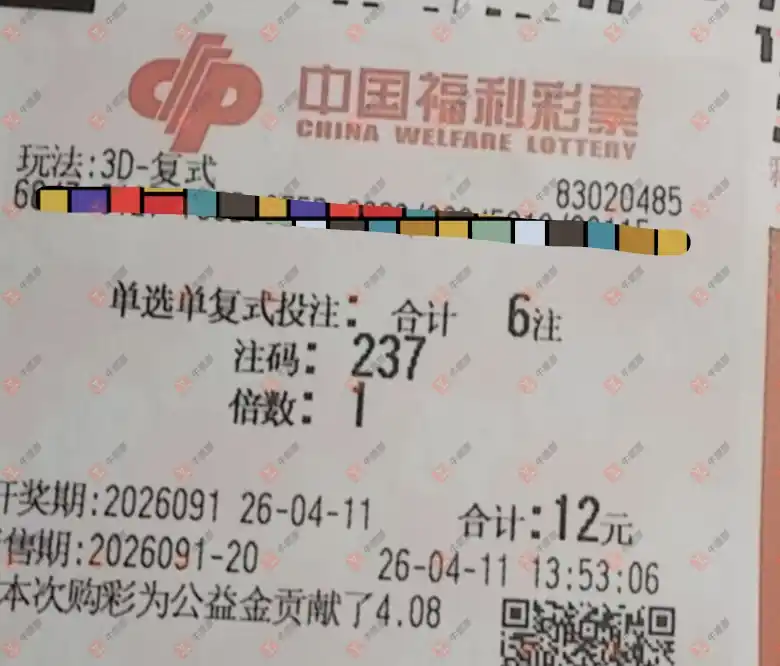 中国福利彩票
CHINA WELFARE LOTTERY
玩法:3D-复式
83020485
单选单复式投注: 合计 6注
注码: 237
倍数: 1
开奖期:2026091 26-04-11 合计:12元
售期:2026091-20 26-04-11 13:53:06
本次购彩为公益金贡献了4.08